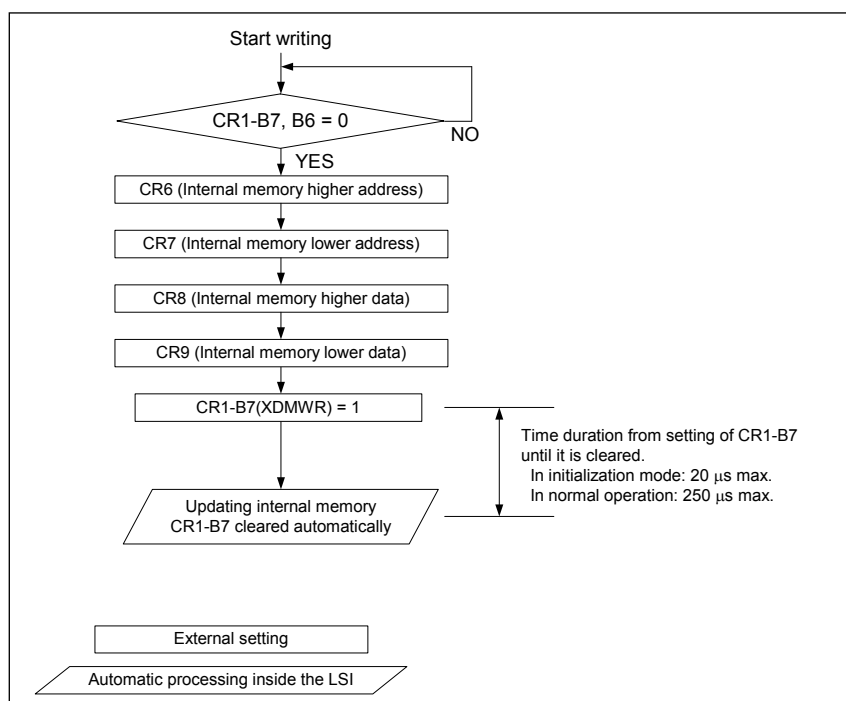 Start writing
CR1-B7, B6 = 0
NO
YES
CR6 (Internal memory higher address)
CR7 (Internal memory lower address)
CR8 (Internal memory higher data)
CR9 (Internal memory lower data)
CR1-B7(XDMWR) = 1
Time duration from setting of CR1-B7
until it is cleared.
In initialization mode: 20 μs max.
In normal operation: 250 μs max.
Updating internal memory
CR1-B7 cleared automatically
External setting
Automatic processing inside the LSI